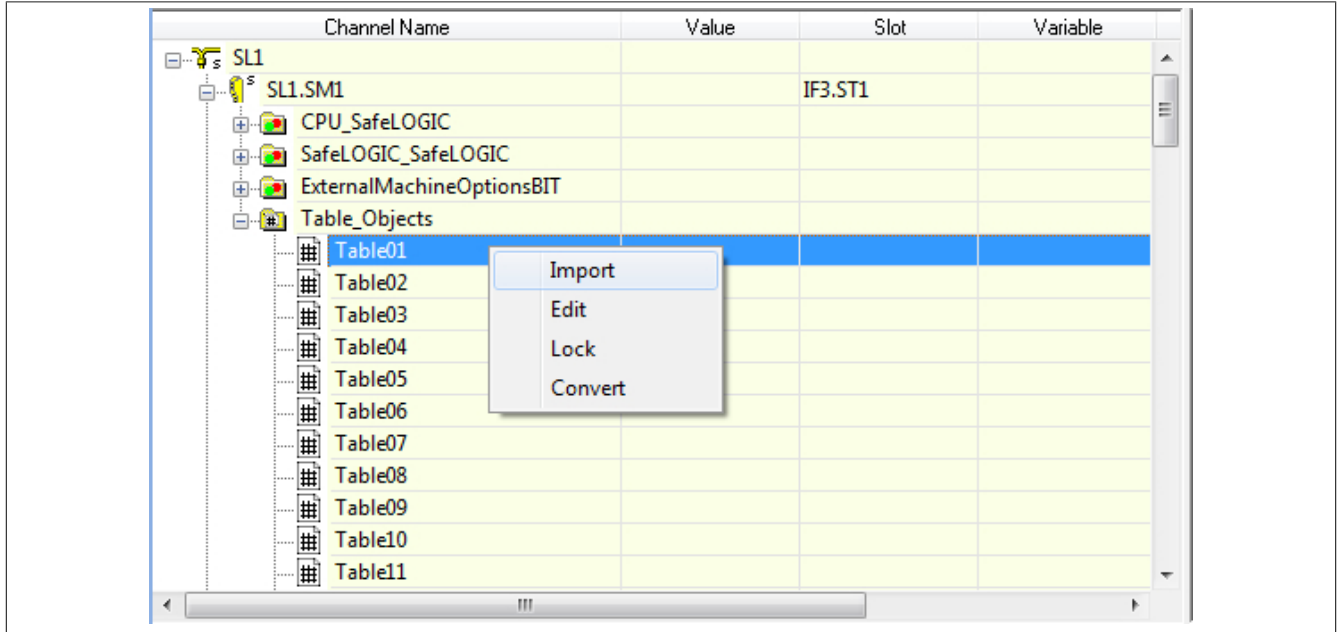 Channel Name Value Slot Variable
SL1
SL1.SM1 IF3.ST1
CPU_SafeLOGIC
SafeLOGIC_SafeLOGIC
ExternalMachineOptionsBIT
Table_Objects
Table01
Import
Table02
Edit
Table03
Lock
Table04
Convert
Table05
Table06
Table07
Table08
Table09
Table10
Table11